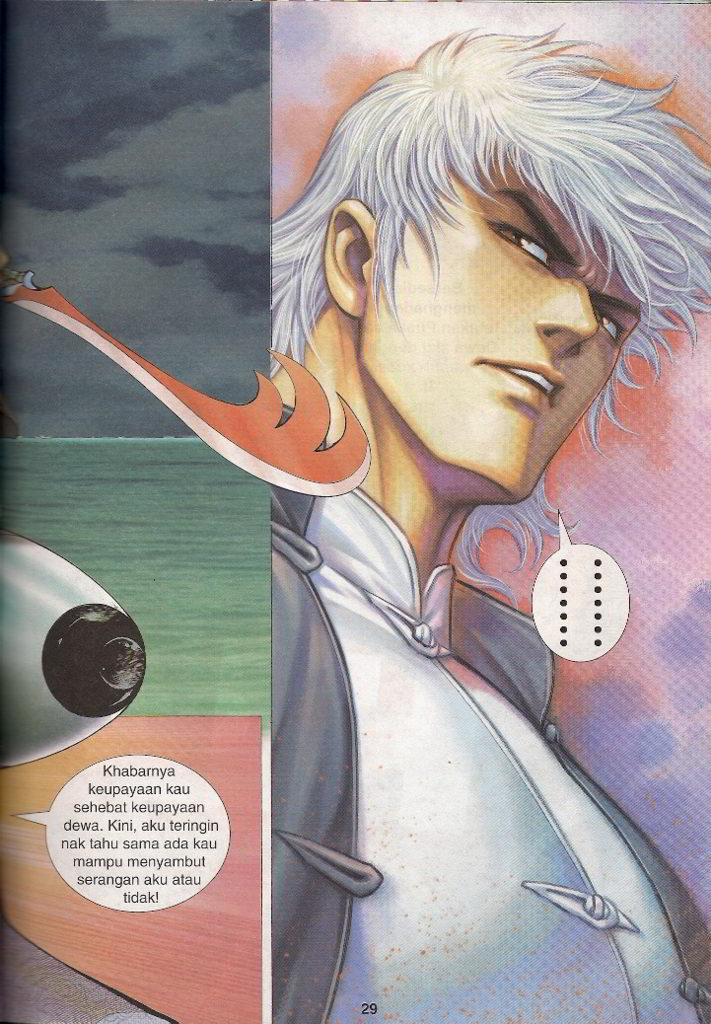 : :
: :
: :
: :
Khabarnya
keupayaan kau
sehebat keupayaan
dewa. Kini, aku teringin
nak tahu sama ada kau
mampu menyambut
serangan aku atau
tidak!
29